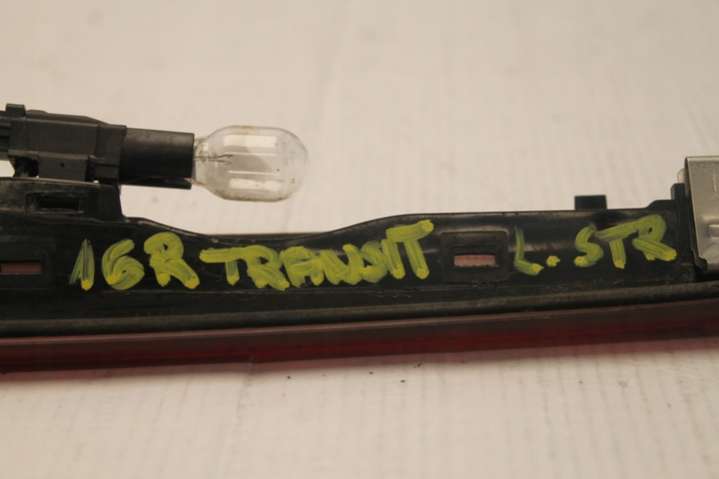 16R TRANSIT L. STR